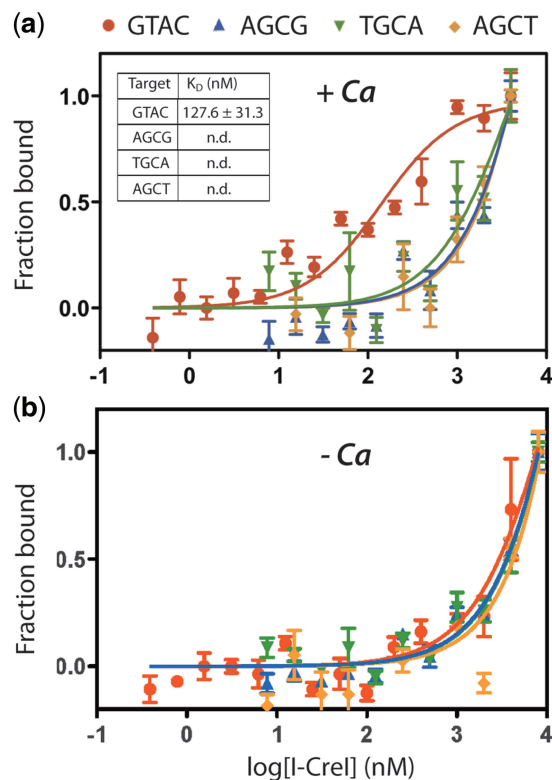 (a)
GTAC AGCG TGCA AGCT
+ Ca
Target K_D (nM)
GTAC 127.6 ± 31.3
AGCG n.d.
TGCA n.d.
AGCT n.d.
Fraction bound
1.0
0.5
0.0
-1 0 1 2 3 4
(b)
- Ca
Fraction bound
1.0
0.5
0.0
-1 0 1 2 3 4
log[I-CreI] (nM)